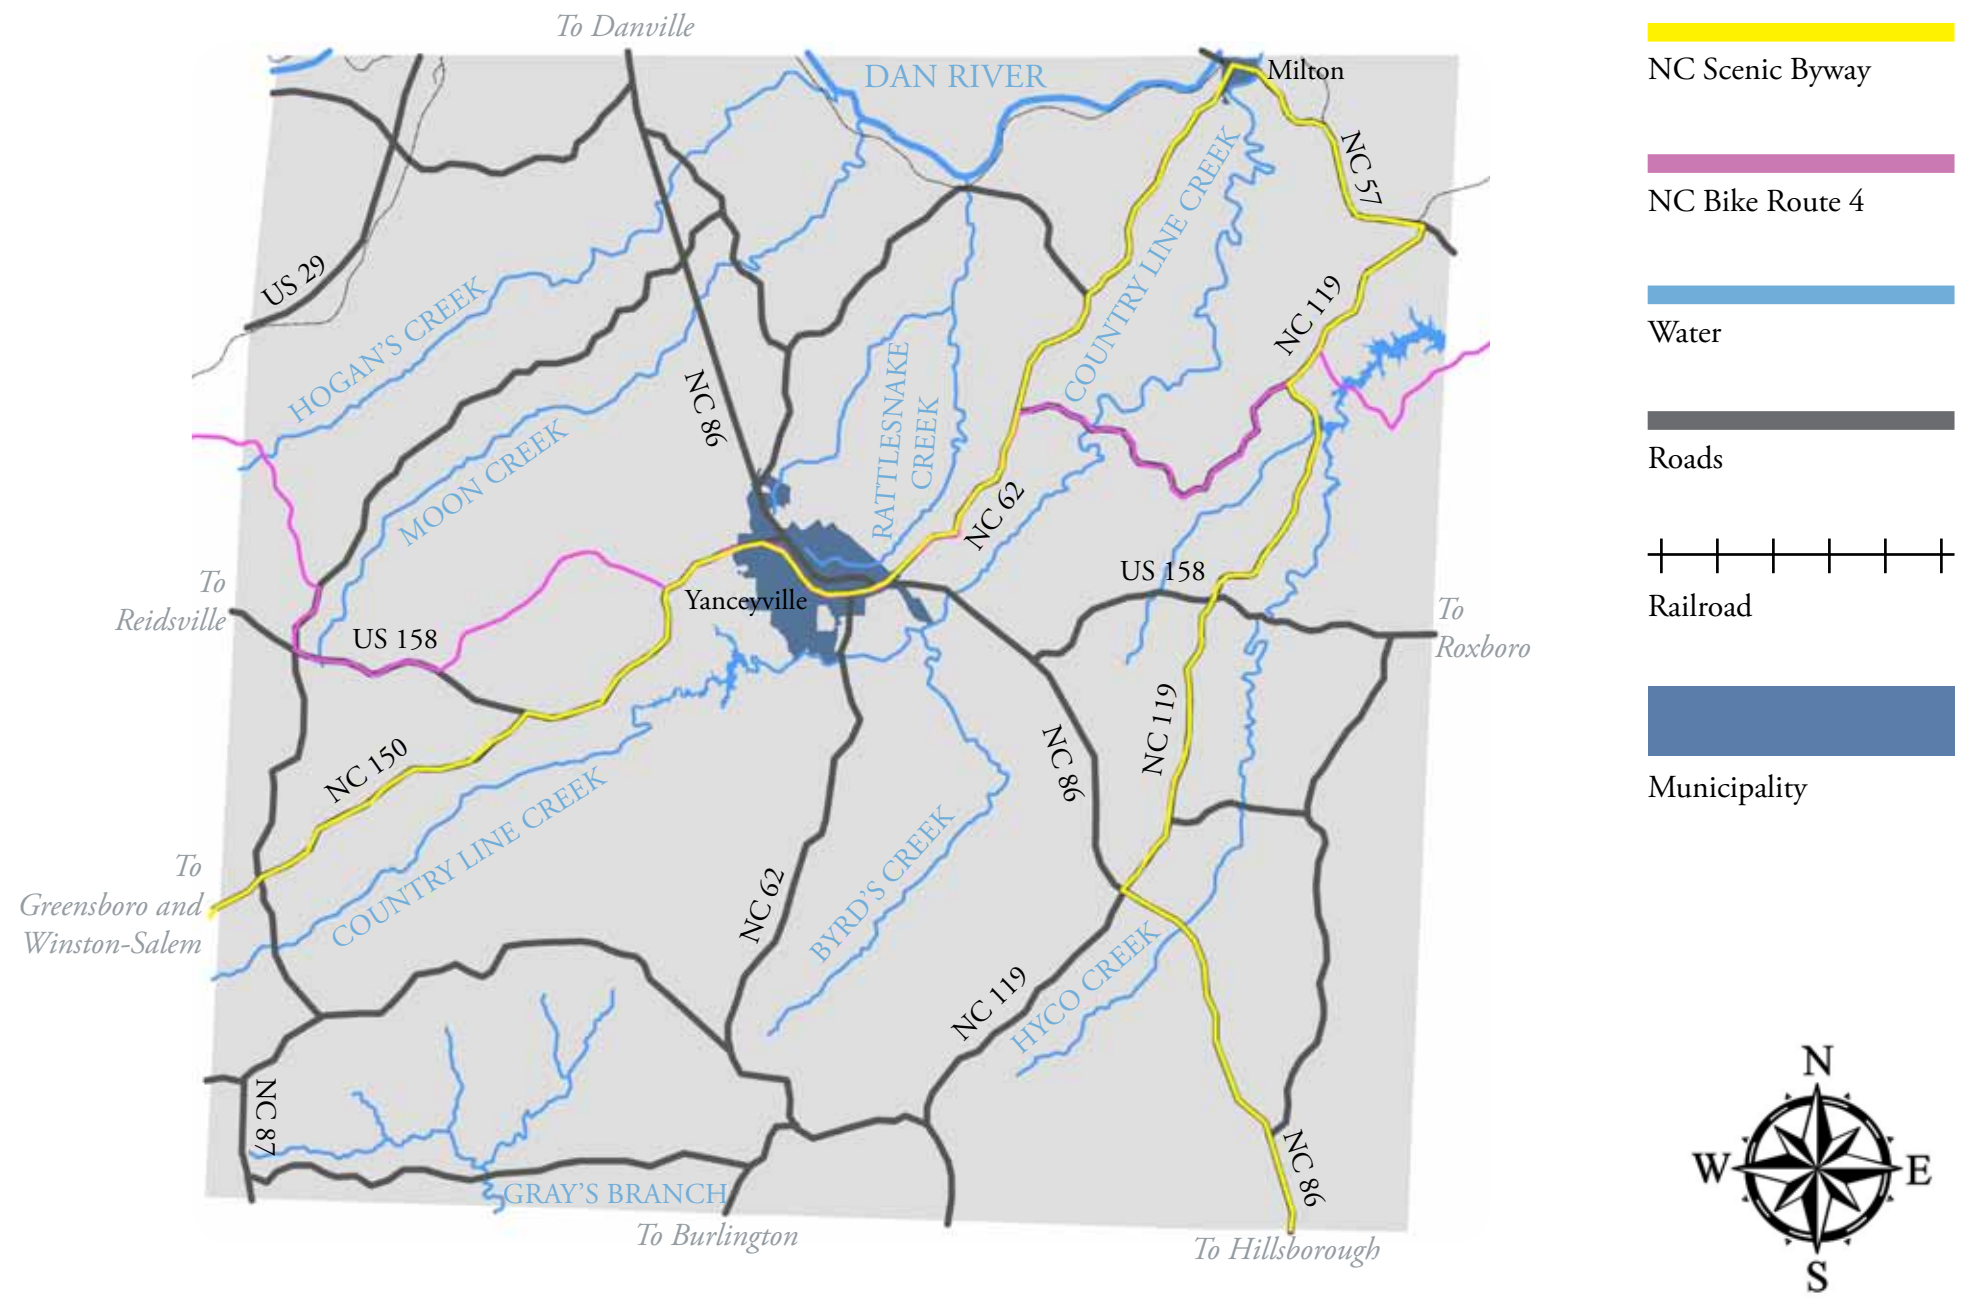 To Danville
DAN RIVER
Milton
NC 57
COUNTRY LINE CREEK
US 29
HOGAN'S CREEK
NC 119
NC 86
RATTLESNAKE
CREEK
MOON CREEK
NC 62
To
Reidsville
US 158
Yanceyville
US 158
To
Roxboro
NC 119
NC 86
NC 150
COUNTRY LINE CREEK
To
Greensboro and
Winston-Salem
NC 62
BYRD'S CREEK
NC 119
HYCO CREEK
NC 87
NC 86
GRAY'S BRANCH
To Burlington
To Hillsborough
NC Scenic Byway
NC Bike Route 4
Water
Roads
Railroad
Municipality
N
W
E
S